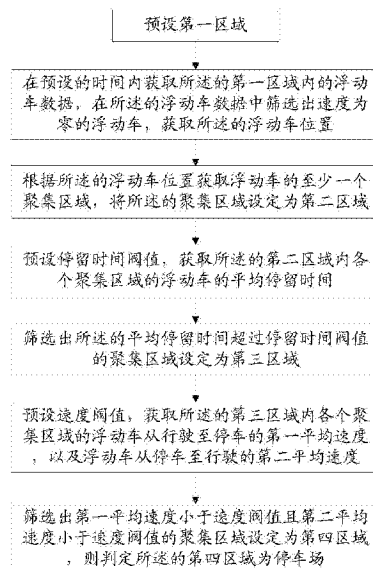 预设第一区域
在预设的时间内获取所述的第一区域内的浮动
车数据，在所述的浮动车数据中筛选出速度为
零的浮动车，获取所述的浮动车位置
根据所述的浮动车位置获取浮动车的至少一个
聚集区域，将所述的聚集区域设定为第二区域
预设停留时间阀值，获取所述的第二区域内各
个聚集区域的浮动车的平均停留时间
筛选出所述的平均停留时间超过停留时间阀值
的聚集区域设定为第三区域
预设速度阀值，获取所述的第三区域内各个聚
集区域的浮动车从行驶至停车的第一平均速度
，以及浮动车从停车至行驶的第二平均速度
筛选出第一平均速度小于速度阀值且第二平均
速度小于速度阀值的聚集区域设定为第四区域
，则判定所述的第四区域为停车场